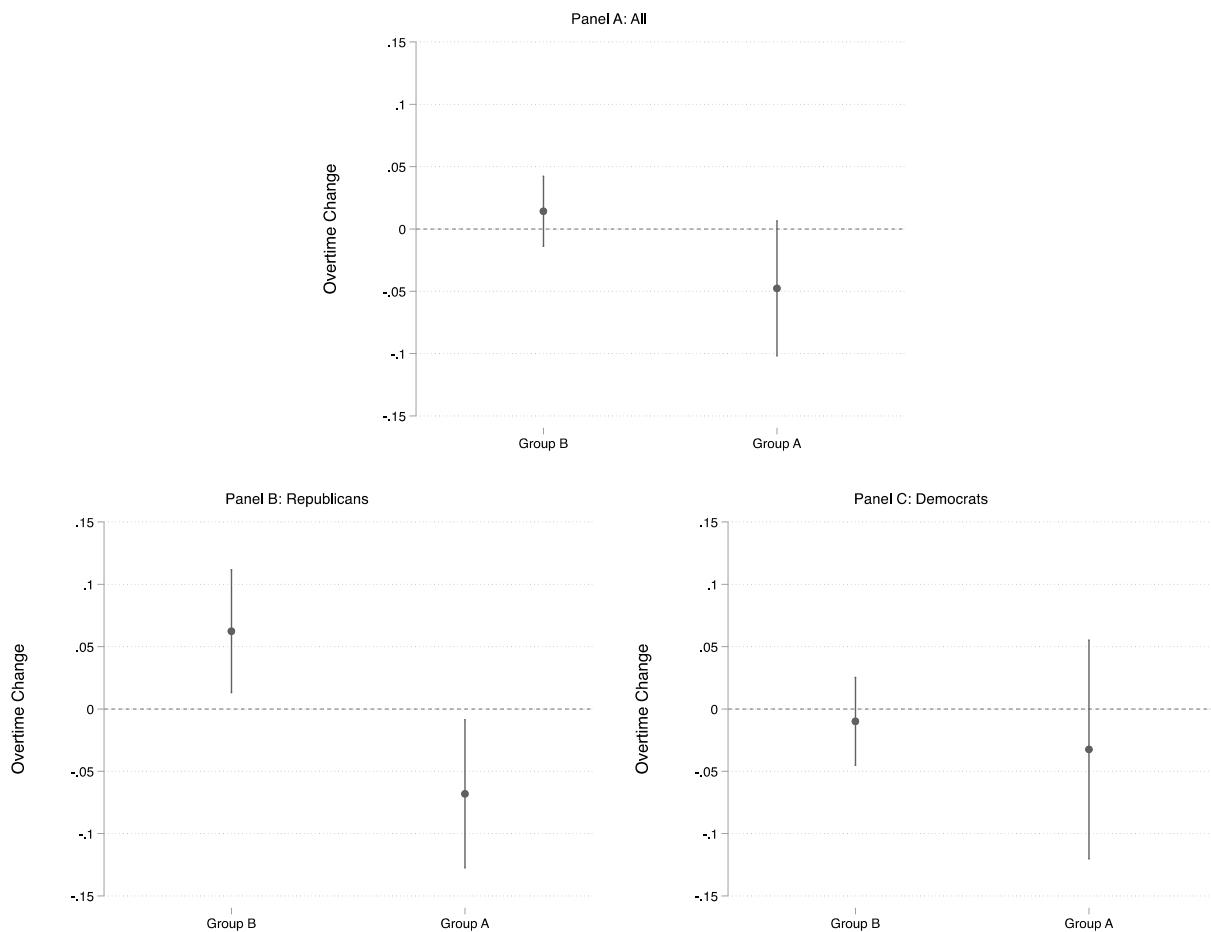 Panel A: All
.15
.1
.05
0
-.05
-.1
-.15
Overtime Change
Group B Group A
Panel B: Republicans
.15
.1
.05
0
-.05
-.1
-.15
Overtime Change
Group B Group A
Panel C: Democrats
.15
.1
.05
0
-.05
-.1
-.15
Overtime Change
Group B Group A